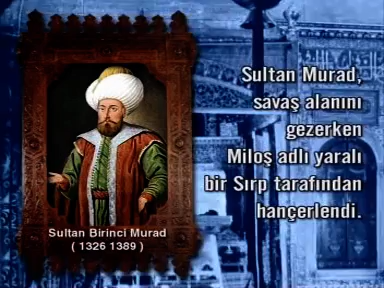 Sultan Murad,
savaş alanını
gezerken
Miloş adlı yaralı
bir Sırp tarafından
hançerlendi.
Sultan Birinci Murad
( 1326 1389 )